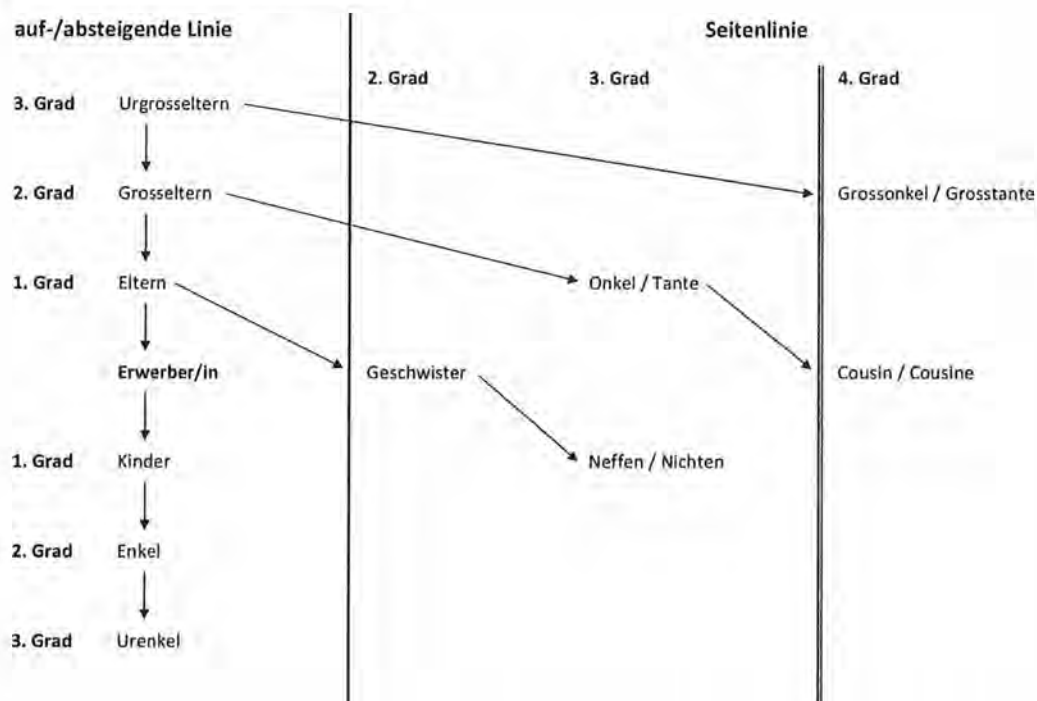 auf-/absteigende Linie
Seitenlinie
2. Grad
3. Grad
4. Grad
3. Grad
Urgrosseltern
2. Grad
Grosseltern
Grossonkel / Grosstante
1. Grad
Eltern
Onkel / Tante
Erwerber/in
Geschwister
Cousin / Cousine
1. Grad
Kinder
Neffen / Nichten
2. Grad
Enkel
3. Grad
Urenkel